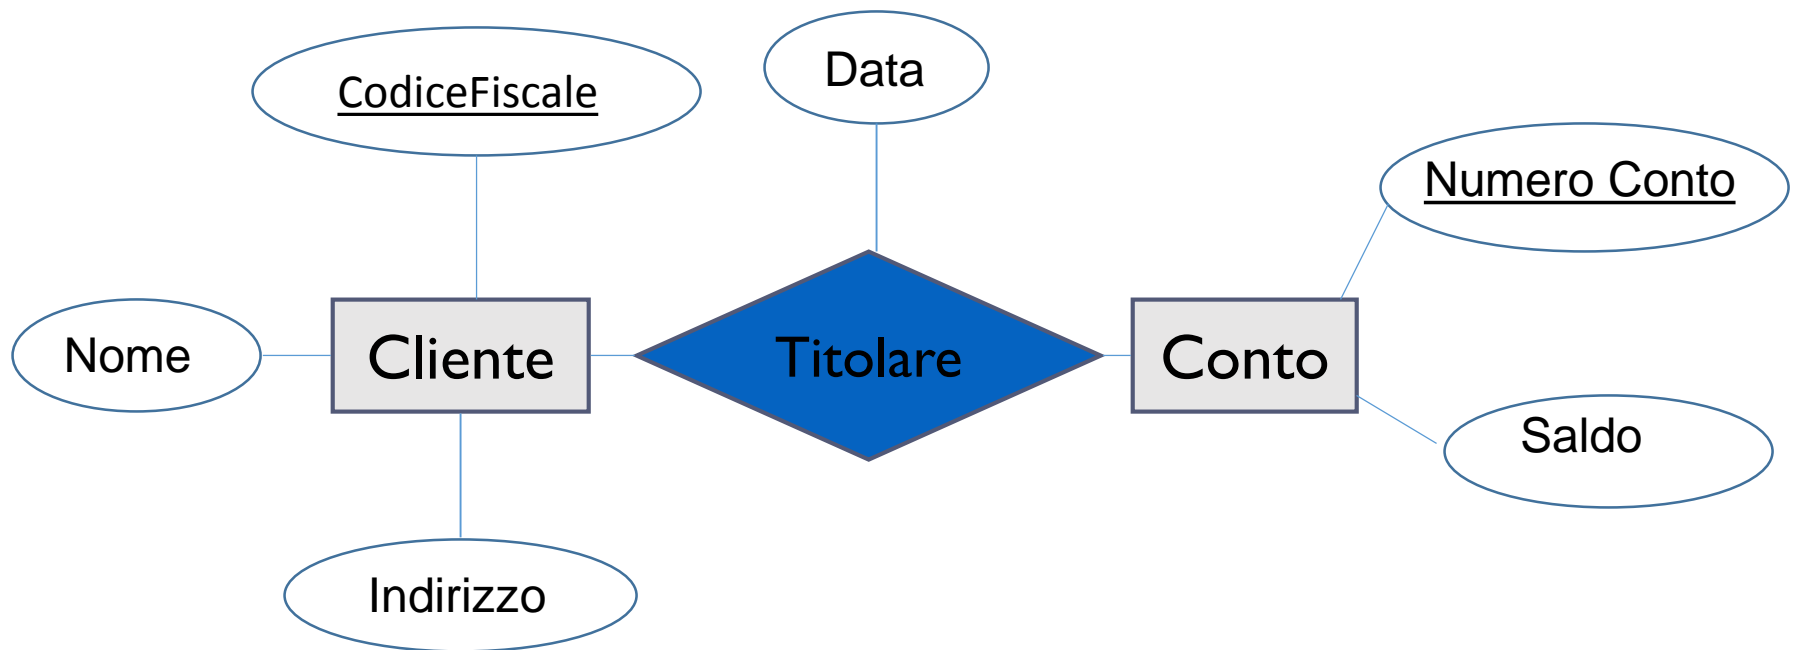 Data
CodiceFiscale
Numero Conto
Nome
Cliente
Titolare
Conto
Saldo
Indirizzo